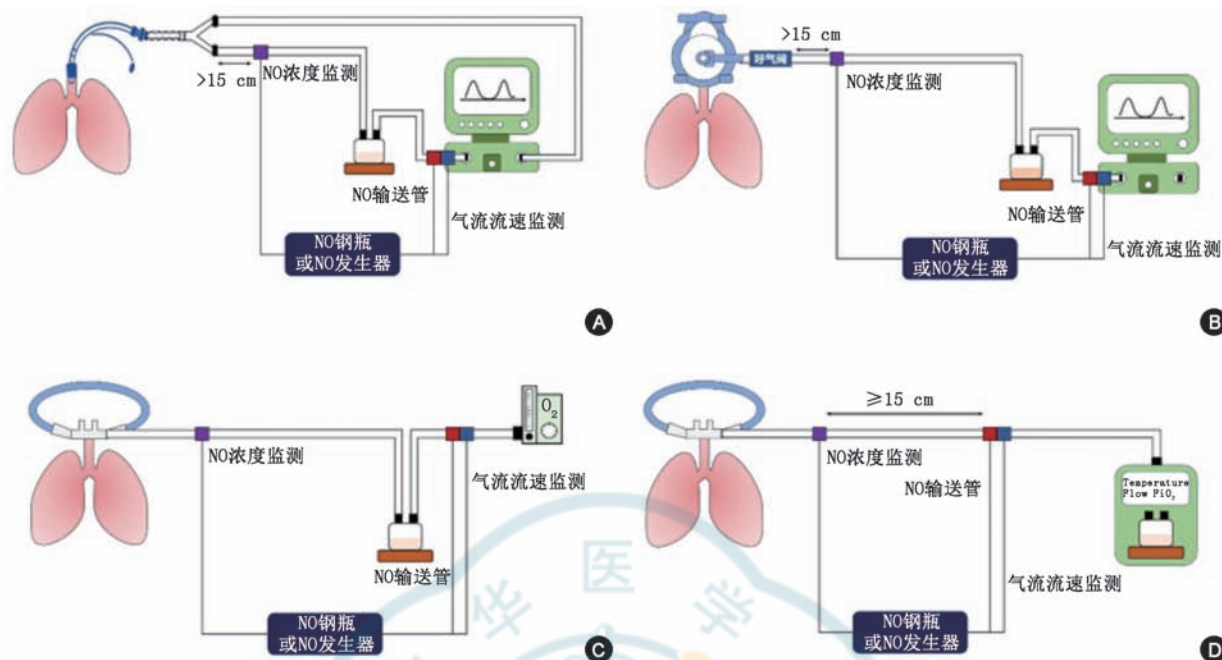 >15 cm
NO浓度监测
NO输送管
气流流速监测
NO钢瓶
或NO发生器
A
>15 cm
呼气阀
NO浓度监测
NO输送管
气流流速监测
NO钢瓶
或NO发生器
B
O2
NO浓度监测
气流流速监测
NO输送管
NO钢瓶
或NO发生器
C
≥15 cm
NO浓度监测
NO输送管
Temperature
Flow FiO2
气流流速监测
NO钢瓶
或NO发生器
D
华医学